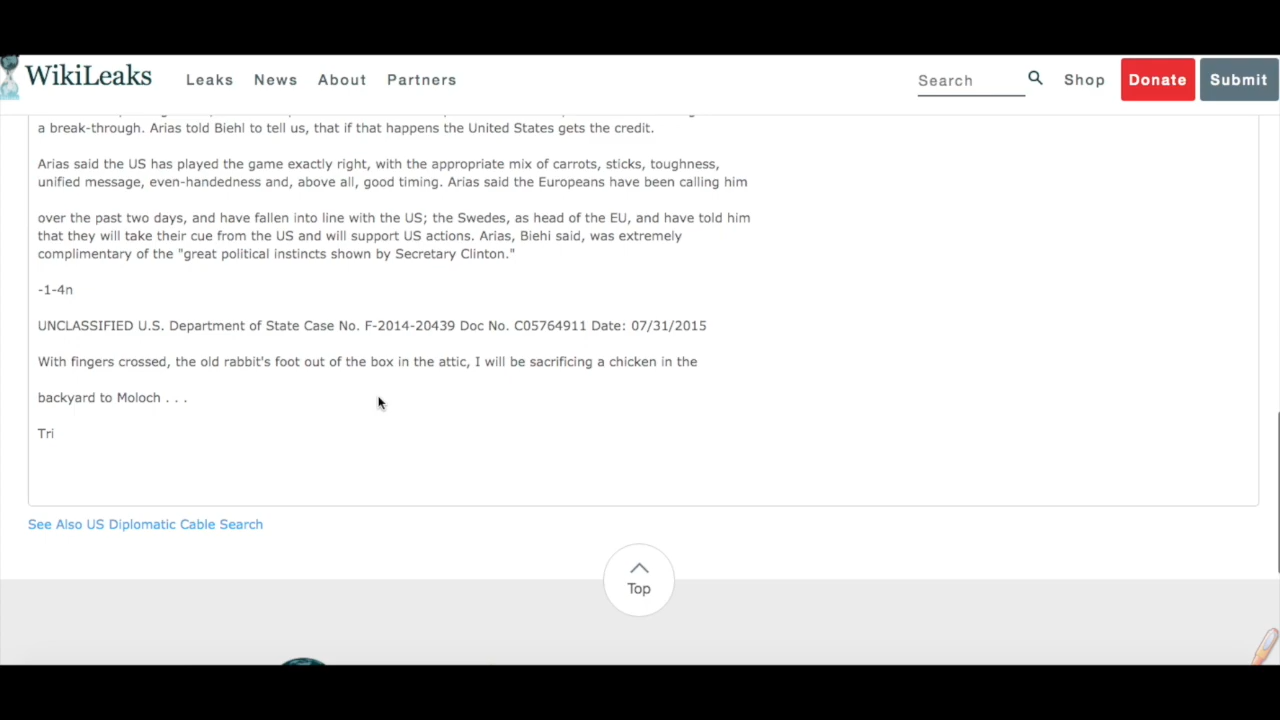 WikiLeaks
Leaks News About Partners
Search
Shop
Donate
Submit
a break-through. Arias told Biehl to tell us, that if that happens the United States gets the credit.
Arias said the US has played the game exactly right, with the appropriate mix of carrots, sticks, toughness,
unified message, even-handedness and, above all, good timing. Arias said the Europeans have been calling him
over the past two days, and have fallen into line with the US; the Swedes, as head of the EU, and have told him
that they will take their cue from the US and will support US actions. Arias, Biehi said, was extremely
complimentary of the "great political instincts shown by Secretary Clinton."
-1-4n
UNCLASSIFIED U.S. Department of State Case No. F-2014-20439 Doc No. C05764911 Date: 07/31/2015
With fingers crossed, the old rabbit's foot out of the box in the attic, I will be sacrificing a chicken in the
backyard to Moloch . . .
Tri
See Also US Diplomatic Cable Search
Top